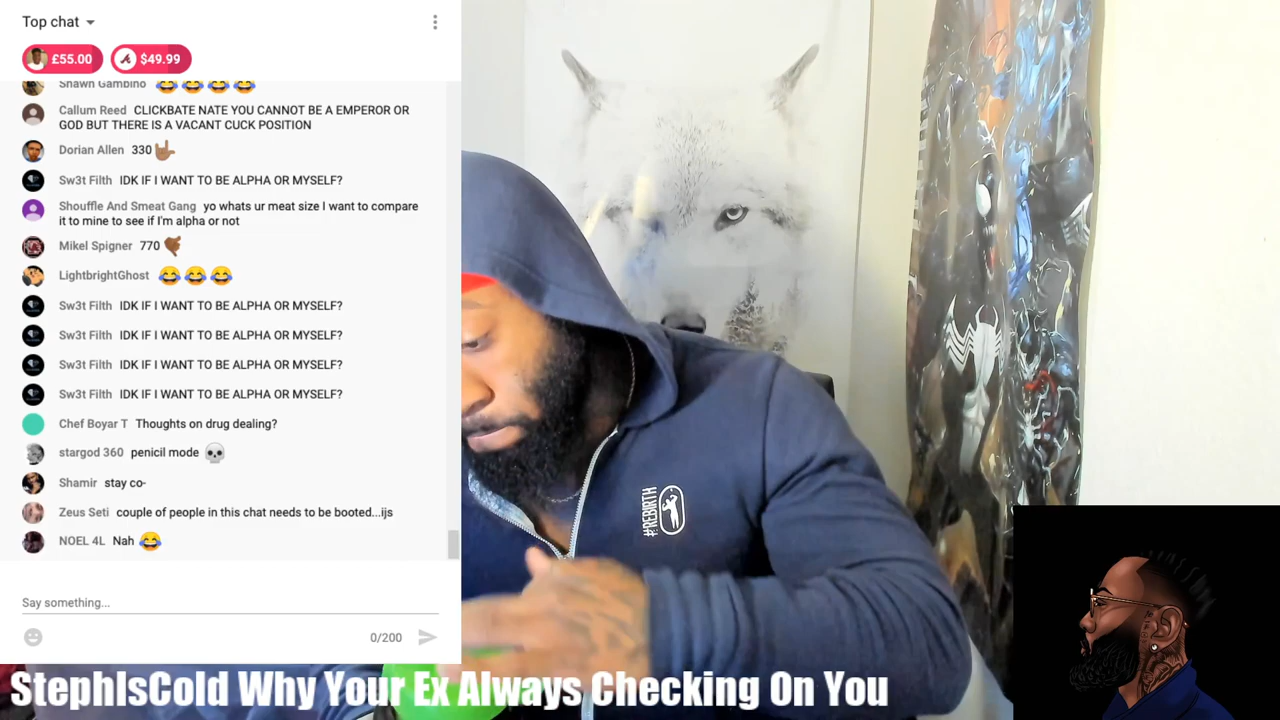 Top chat
£55.00 $49.99
Shawn Gambino 😂😂😂😂
Callum Reed CLICKBATE NATE YOU CANNOT BE A EMPEROR OR
GOD BUT THERE IS A VACANT CUCK POSITION
Dorian Allen 330🤟🏽
Sw3t Filth IDK IF I WANT TO BE ALPHA OR MYSELF?
Shouffle And Smeat Gang yo whats ur meat size I want to compare
it to mine to see if I'm alpha or not
Mikel Spigner 770🤙🏾
LightbrightGhost 😂😂😂
Sw3t Filth IDK IF I WANT TO BE ALPHA OR MYSELF?
Sw3t Filth IDK IF I WANT TO BE ALPHA OR MYSELF?
Sw3t Filth IDK IF I WANT TO BE ALPHA OR MYSELF?
Sw3t Filth IDK IF I WANT TO BE ALPHA OR MYSELF?
Chef Boyar T Thoughts on drug dealing?
stargod 360 penicil mode 💀
Shamir stay co-
Zeus Seti couple of people in this chat needs to be booted...ijs
NOEL 4L Nah 😂
Say something...
0/200
#REBIRTH
StephIsCold Why Your Ex Always Checking On You